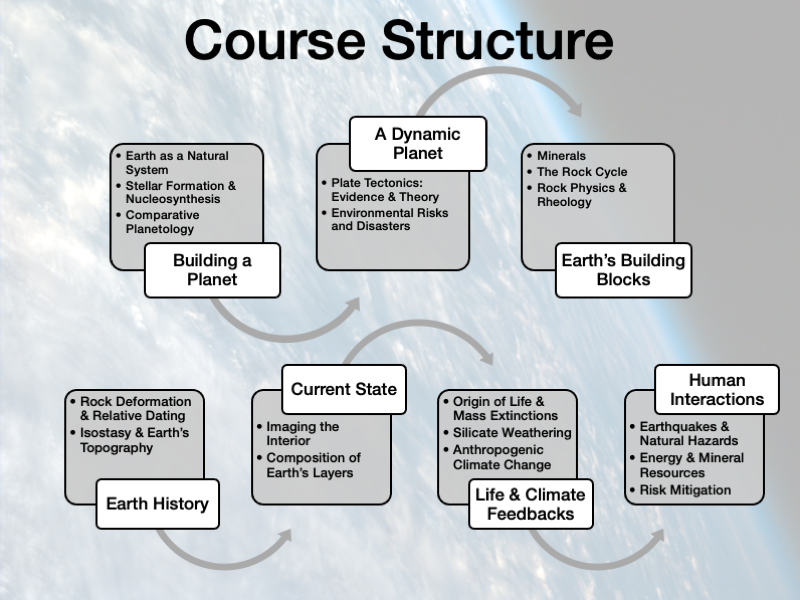 Course Structure
• Earth as a Natural
System
• Stellar Formation &
Nucleosynthesis
• Comparative
Planetology
Building a
Planet
A Dynamic
Planet
• Plate Tectonics:
Evidence & Theory
• Environmental Risks
and Disasters
• Minerals
• The Rock Cycle
• Rock Physics &
Rheology
Earth’s Building
Blocks
• Rock Deformation
& Relative Dating
• Isostasy & Earth’s
Topography
Earth History
Current State
• Imaging the
Interior
• Composition of
Earth’s Layers
• Origin of Life &
Mass Extinctions
• Silicate Weathering
• Anthropogenic
Climate Change
Life & Climate
Feedbacks
Human
Interactions
• Earthquakes &
Natural Hazards
• Energy & Mineral
Resources
• Risk Mitigation